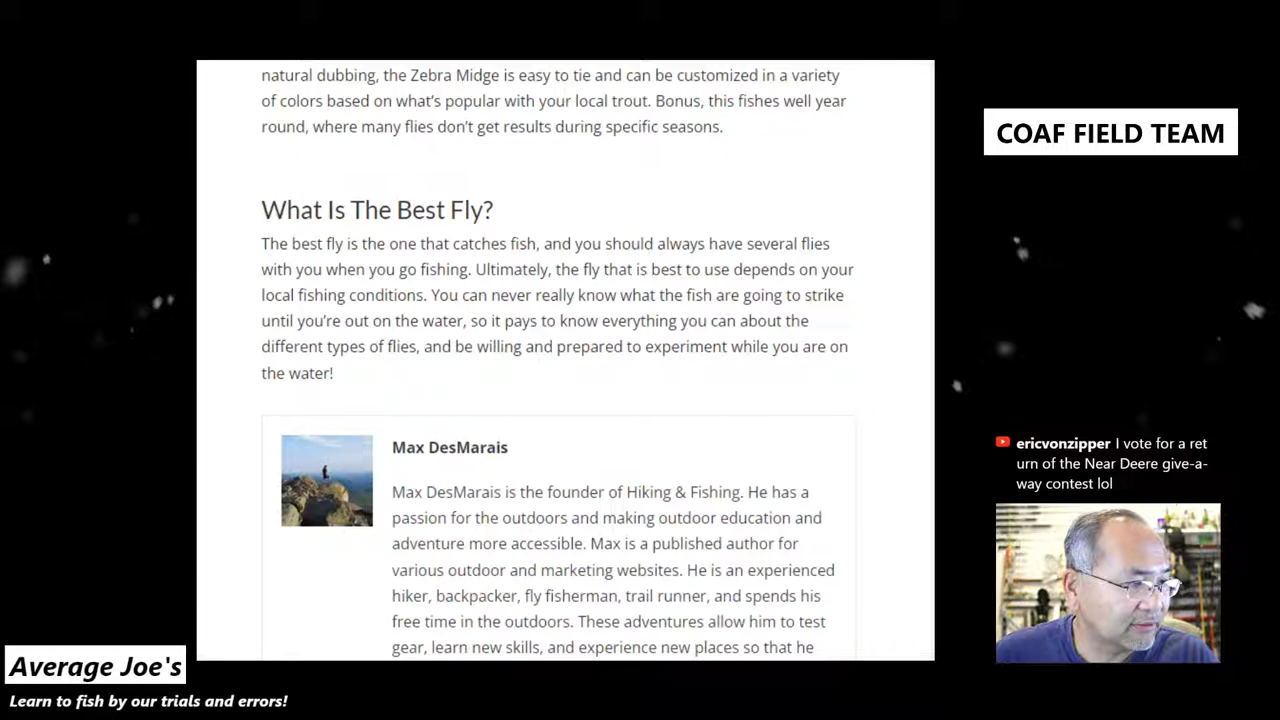 natural dubbing, the Zebra Midge is easy to tie and can be customized in a variety
of colors based on what’s popular with your local trout. Bonus, this fishes well year
round, where many flies don’t get results during specific seasons.
What Is The Best Fly?
The best fly is the one that catches fish, and you should always have several flies
with you when you go fishing. Ultimately, the fly that is best to use depends on your
local fishing conditions. You can never really know what the fish are going to strike
until you’re out on the water, so it pays to know everything you can about the
different types of flies, and be willing and prepared to experiment while you are on
the water!
Max DesMarais
Max DesMarais is the founder of Hiking & Fishing. He has a
passion for the outdoors and making outdoor education and
adventure more accessible. Max is a published author for
various outdoor and marketing websites. He is an experienced
hiker, backpacker, fly fisherman, trail runner, and spends his
free time in the outdoors. These adventures allow him to test
gear, learn new skills, and experience new places so that he
COAF FIELD TEAM
ericvonzipper I vote for a ret
urn of the Near Deere give-a-
way contest lol
Average Joe's
Learn to fish by our trials and errors!